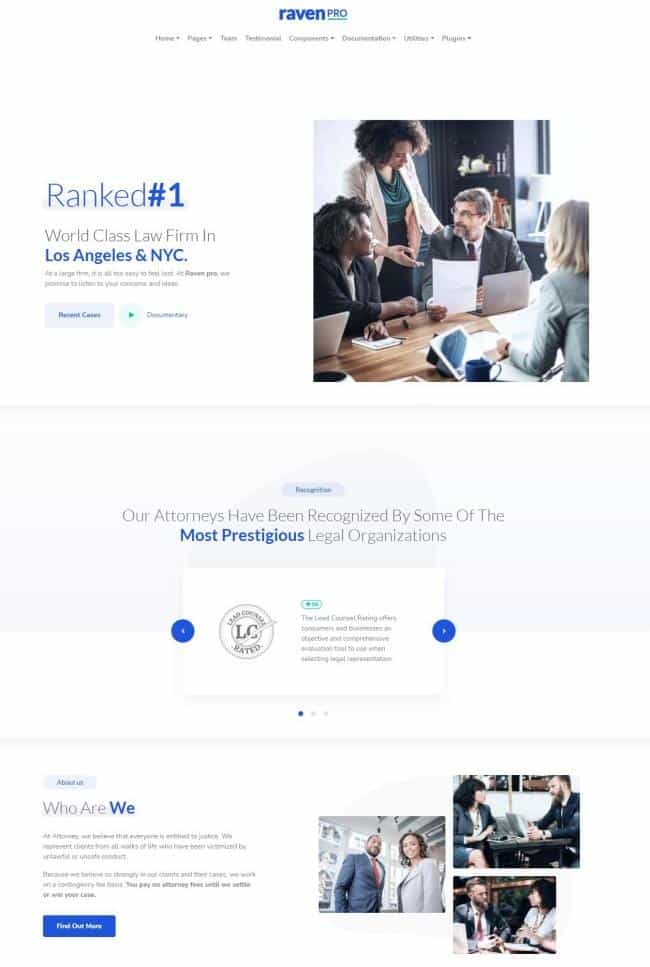 raven PRO
Home Pages Team Testimonial Components Documentation Utilities Plugins
Ranked#1
World Class Law Firm In
Los Angeles & NYC.
At a large firm, it is all too easy to feel lost. At Raven pro, we
promise to listen to your concerns and ideas.
Recent Cases Documentary
Recognition
Our Attorneys Have Been Recognized By Some Of The
Most Prestigious Legal Organizations
LEAD COUNSEL
LC
RATED
The Lead Counsel Rating offers
consumers and businesses an
objective and comprehensive
evaluation tool to use when
selecting legal representation.
About us
Who Are We
At Attorney, we believe that everyone is entitled to justice. We
represent clients from all walks of life who have been victimized by
unlawful or unsafe conduct.
Because we believe so strongly in our clients and their cases, we work
on a contingency fee basis. You pay no attorney fees until we settle
or win your case.
Find Out More